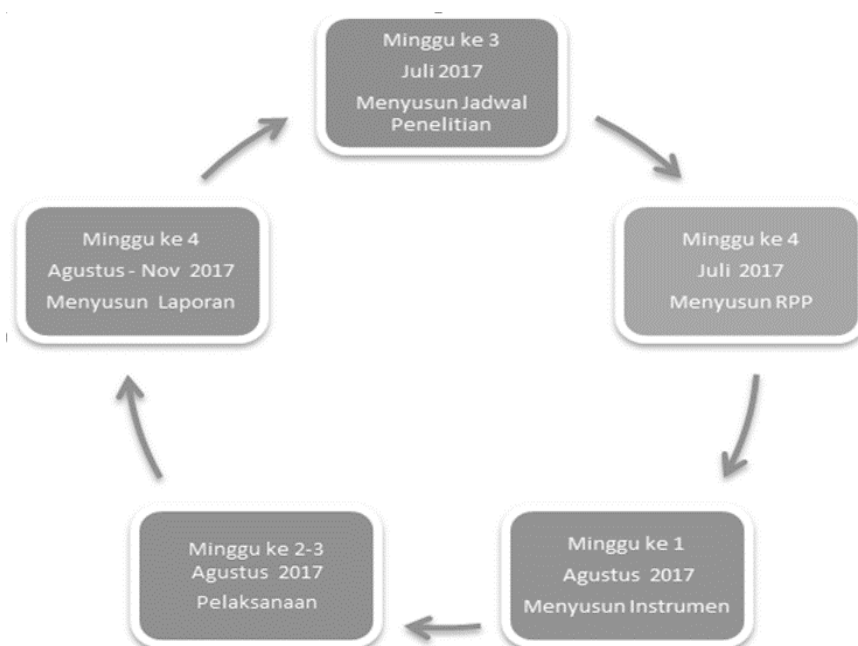 Minggu ke 3
Juli 2017
Menyusun Jadwal
Penelitian
Minggu ke 4
Juli 2017
Menyusun RPP
Minggu ke 1
Agustus 2017
Menyusun Instrumen
Minggu ke 2-3
Agustus 2017
Pelaksanaan
Minggu ke 4
Agustus - Nov 2017
Menyusun Laporan